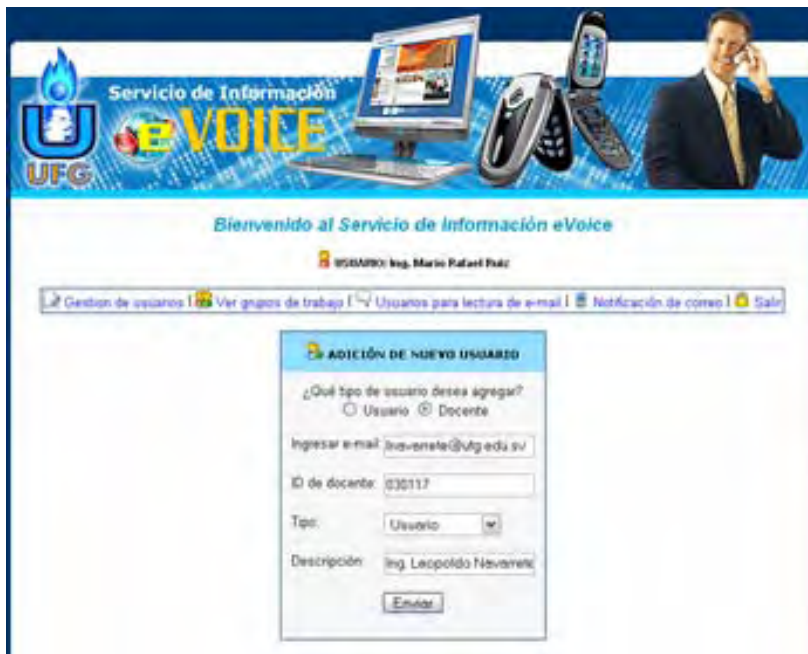 Servicio de Información
eVOICE
UFG
Bienvenido al Servicio de Información eVoice
USUARIO: Ing. Mario Rafael Ruiz
Gestion de usuarios | Ver grupos de trabajo | Usuarios para lectura de e-mail | Notificación de correo | Salir
ADICIÓN DE NUEVO USUARIO
¿Qué tipo de usuario desea agregar?
Usuario Docente
Ingresar e-mail: lnavarrete@ufg.edu.sv
ID de docente: 030117
Tipo: Usuario
Descripción: Ing. Leopoldo Navarrete
Enviar